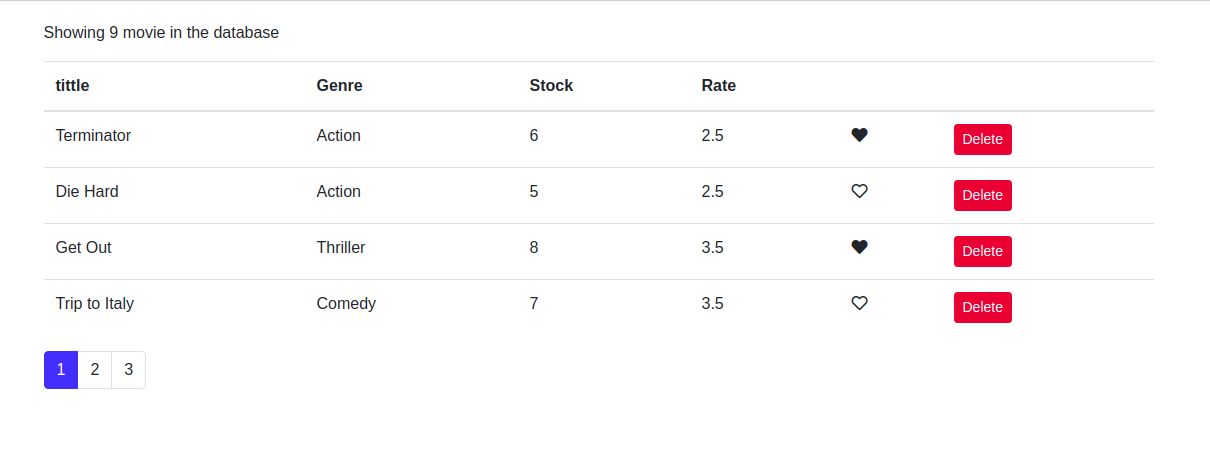 Showing 9 movie in the database
tittle Genre Stock Rate
Terminator Action 6 2.5 Delete
Die Hard Action 5 2.5 Delete
Get Out Thriller 8 3.5 Delete
Trip to Italy Comedy 7 3.5 Delete
1 2 3